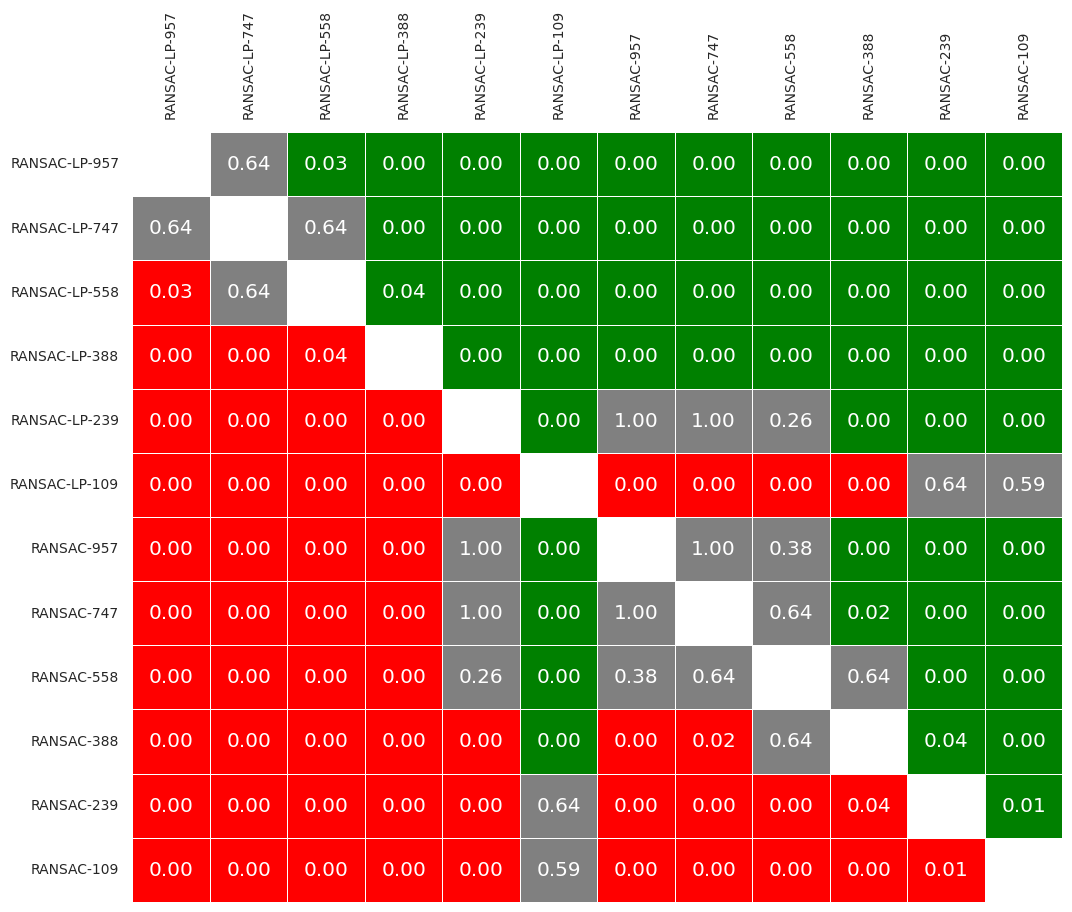 RANSAC-LP-957 RANSAC-LP-747 RANSAC-LP-558 RANSAC-LP-388 RANSAC-LP-239 RANSAC-LP-109 RANSAC-957 RANSAC-747 RANSAC-558 RANSAC-388 RANSAC-239 RANSAC-109
RANSAC-LP-957 0.64 0.03 0.00 0.00 0.00 0.00 0.00 0.00 0.00 0.00 0.00
RANSAC-LP-747 0.64 0.64 0.00 0.00 0.00 0.00 0.00 0.00 0.00 0.00 0.00
RANSAC-LP-558 0.03 0.64 0.04 0.00 0.00 0.00 0.00 0.00 0.00 0.00 0.00
RANSAC-LP-388 0.00 0.00 0.04 0.00 0.00 0.00 0.00 0.00 0.00 0.00 0.00
RANSAC-LP-239 0.00 0.00 0.00 0.00 0.00 1.00 1.00 0.26 0.00 0.00 0.00
RANSAC-LP-109 0.00 0.00 0.00 0.00 0.00 0.00 0.00 0.00 0.00 0.64 0.59
RANSAC-957 0.00 0.00 0.00 0.00 1.00 0.00 1.00 0.38 0.00 0.00 0.00
RANSAC-747 0.00 0.00 0.00 0.00 1.00 0.00 1.00 0.64 0.02 0.00 0.00
RANSAC-558 0.00 0.00 0.00 0.00 0.26 0.00 0.38 0.64 0.64 0.00 0.00
RANSAC-388 0.00 0.00 0.00 0.00 0.00 0.00 0.00 0.02 0.64 0.04 0.00
RANSAC-239 0.00 0.00 0.00 0.00 0.00 0.64 0.00 0.00 0.00 0.04 0.01
RANSAC-109 0.00 0.00 0.00 0.00 0.00 0.59 0.00 0.00 0.00 0.00 0.01